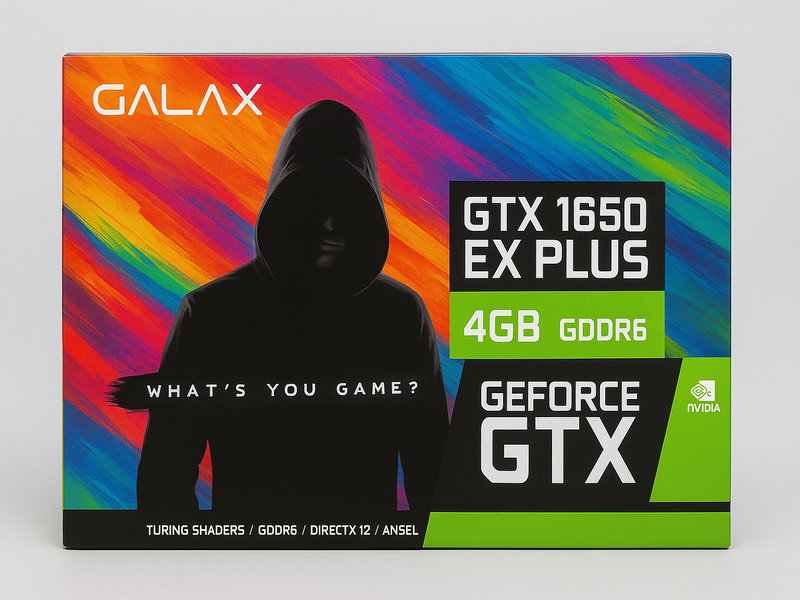 GALAX
GTX 1650
EX PLUS
4GB GDDR6
WHAT'S YOU GAME?
GEFORCE
GTX
NVIDIA
TURING SHADERS / GDDR6 / DIRECTX 12 / ANSEL